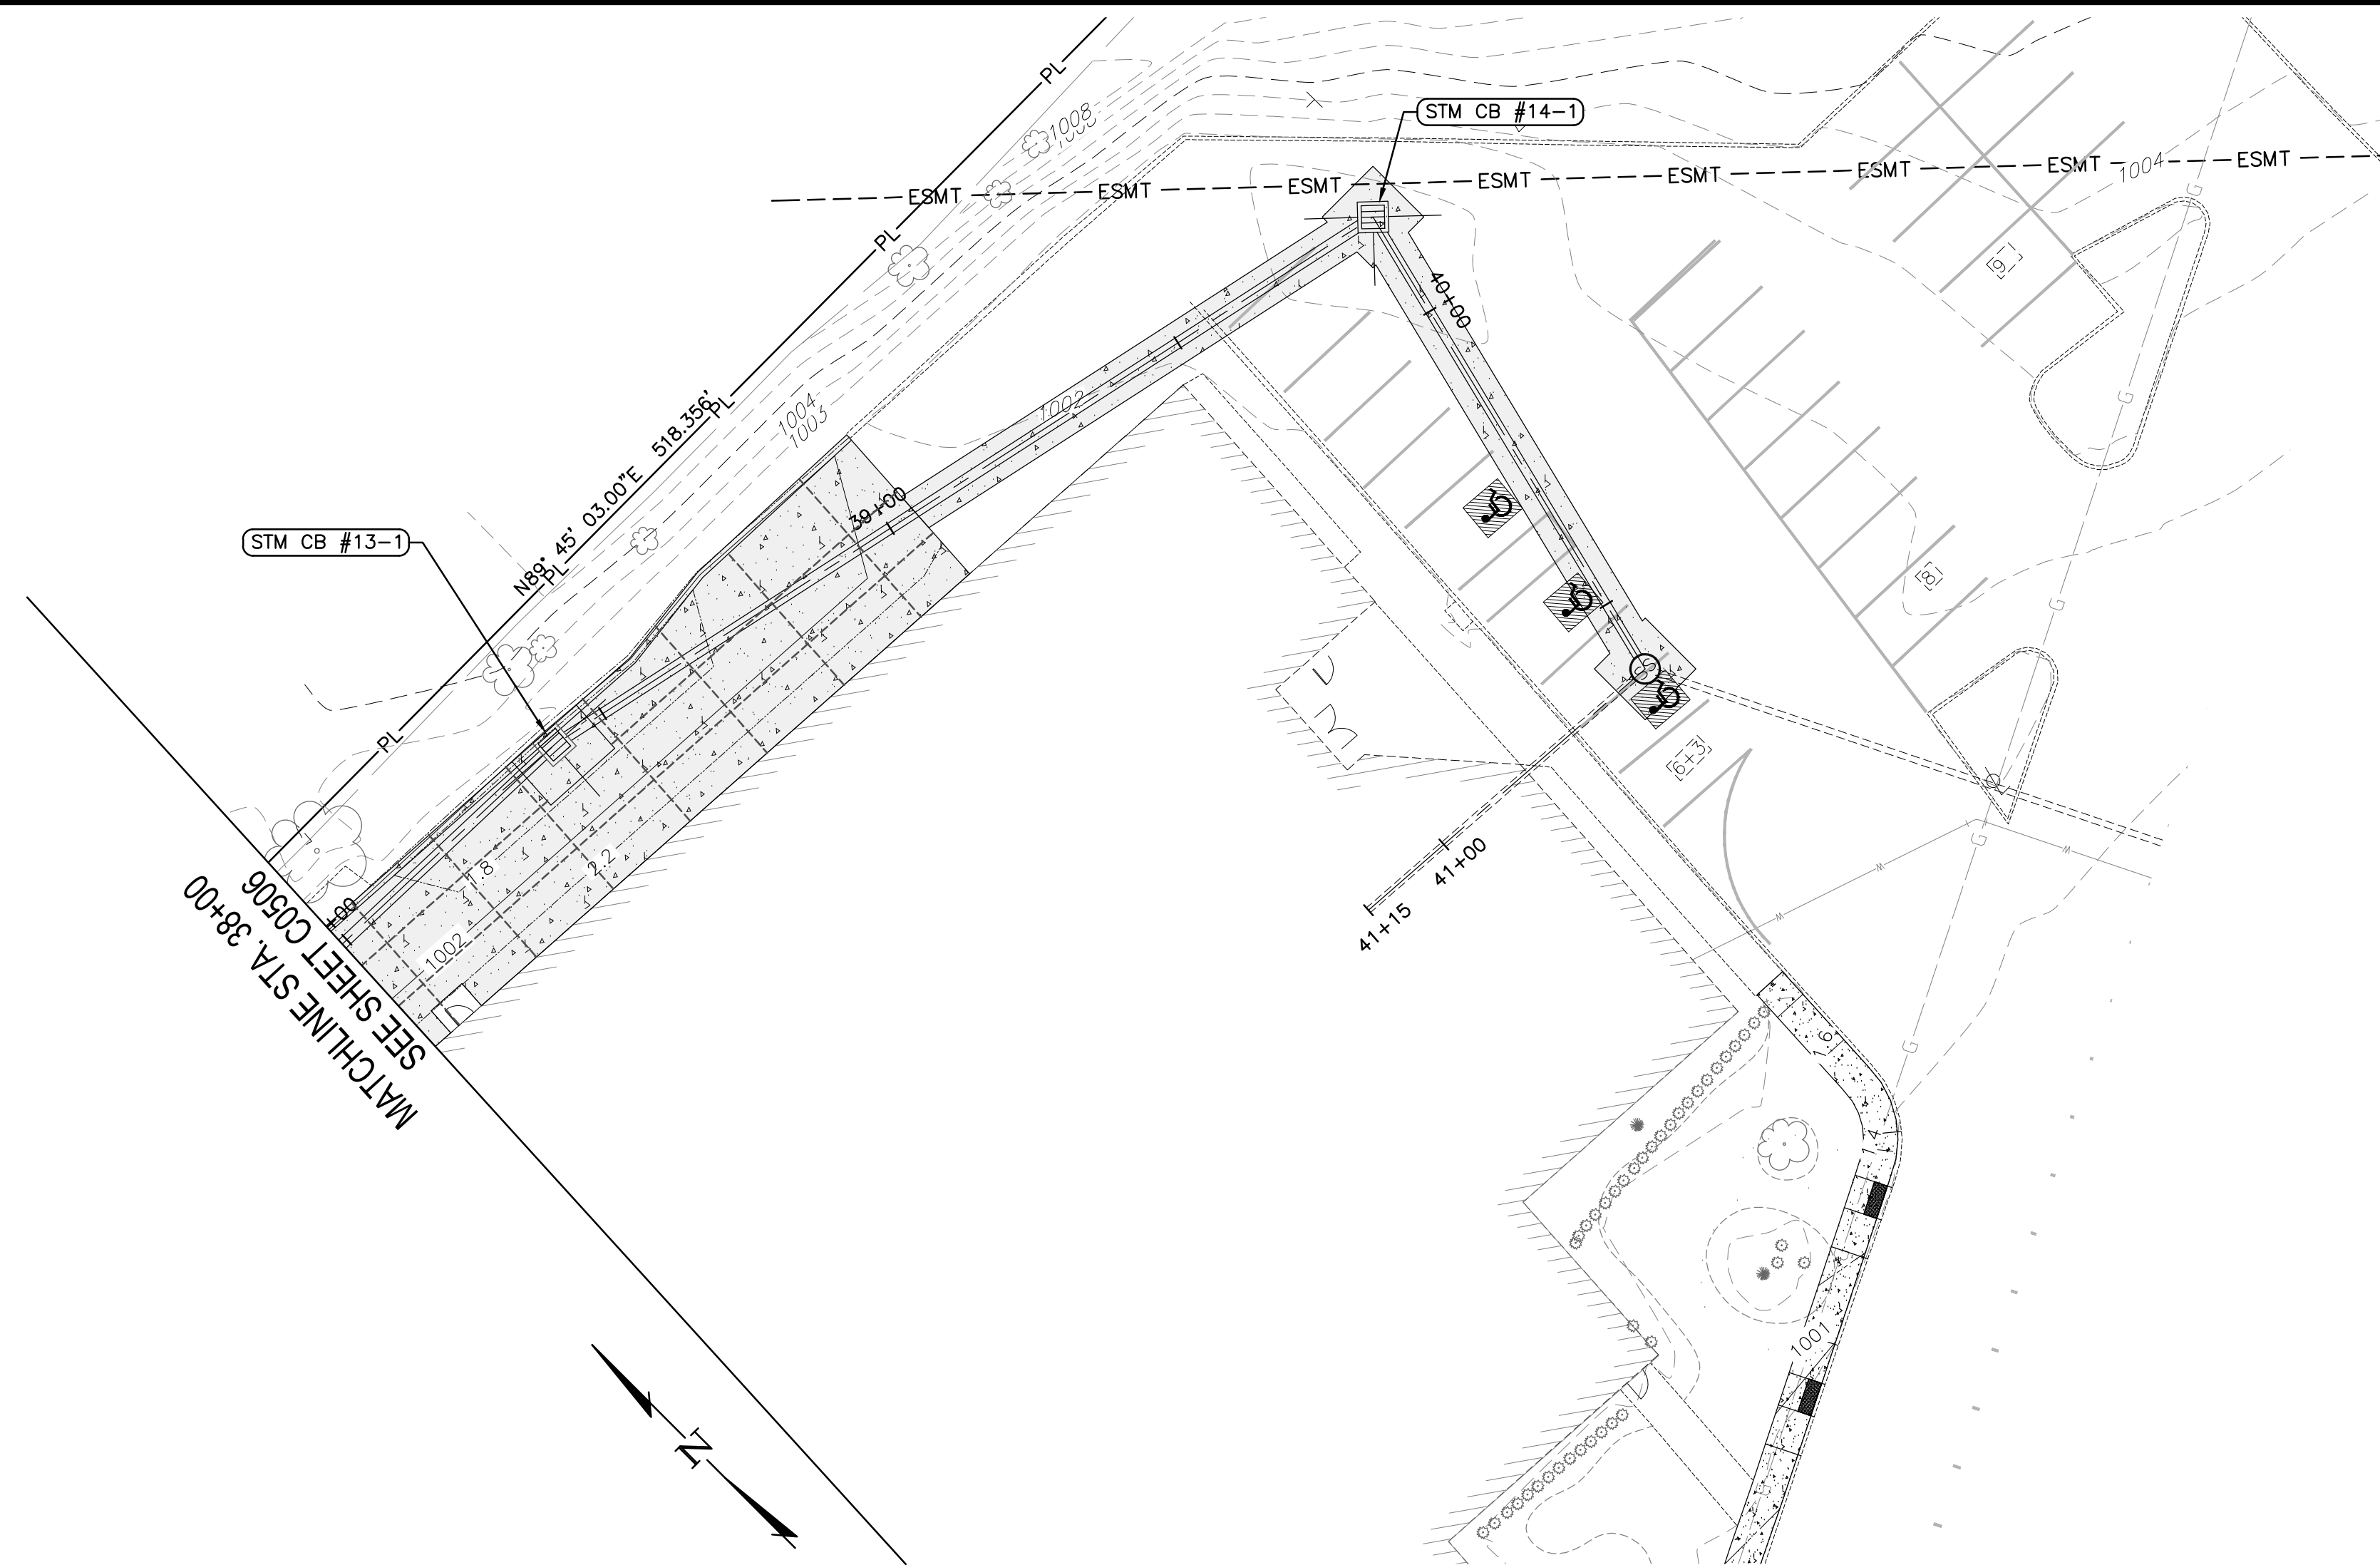 PL
1008
STM CB #14-1
ESMT
ESMT
ESMT
ESMT
ESMT
ESMT
ESMT
ESMT
1004
G
PL
9
40+00
PL
1004
1003
1002
G
N89° 45' 03.00"E 518.356'
39+00
STM CB #13-1
PL
8
G
SS
PL
6+3
G
W
W
W
41+00
41+15
1.8
2.2
+00
1002
MATCHLINE STA. 38+00
SEE SHEET C0506
G
1.6
1.4
1001
N
G